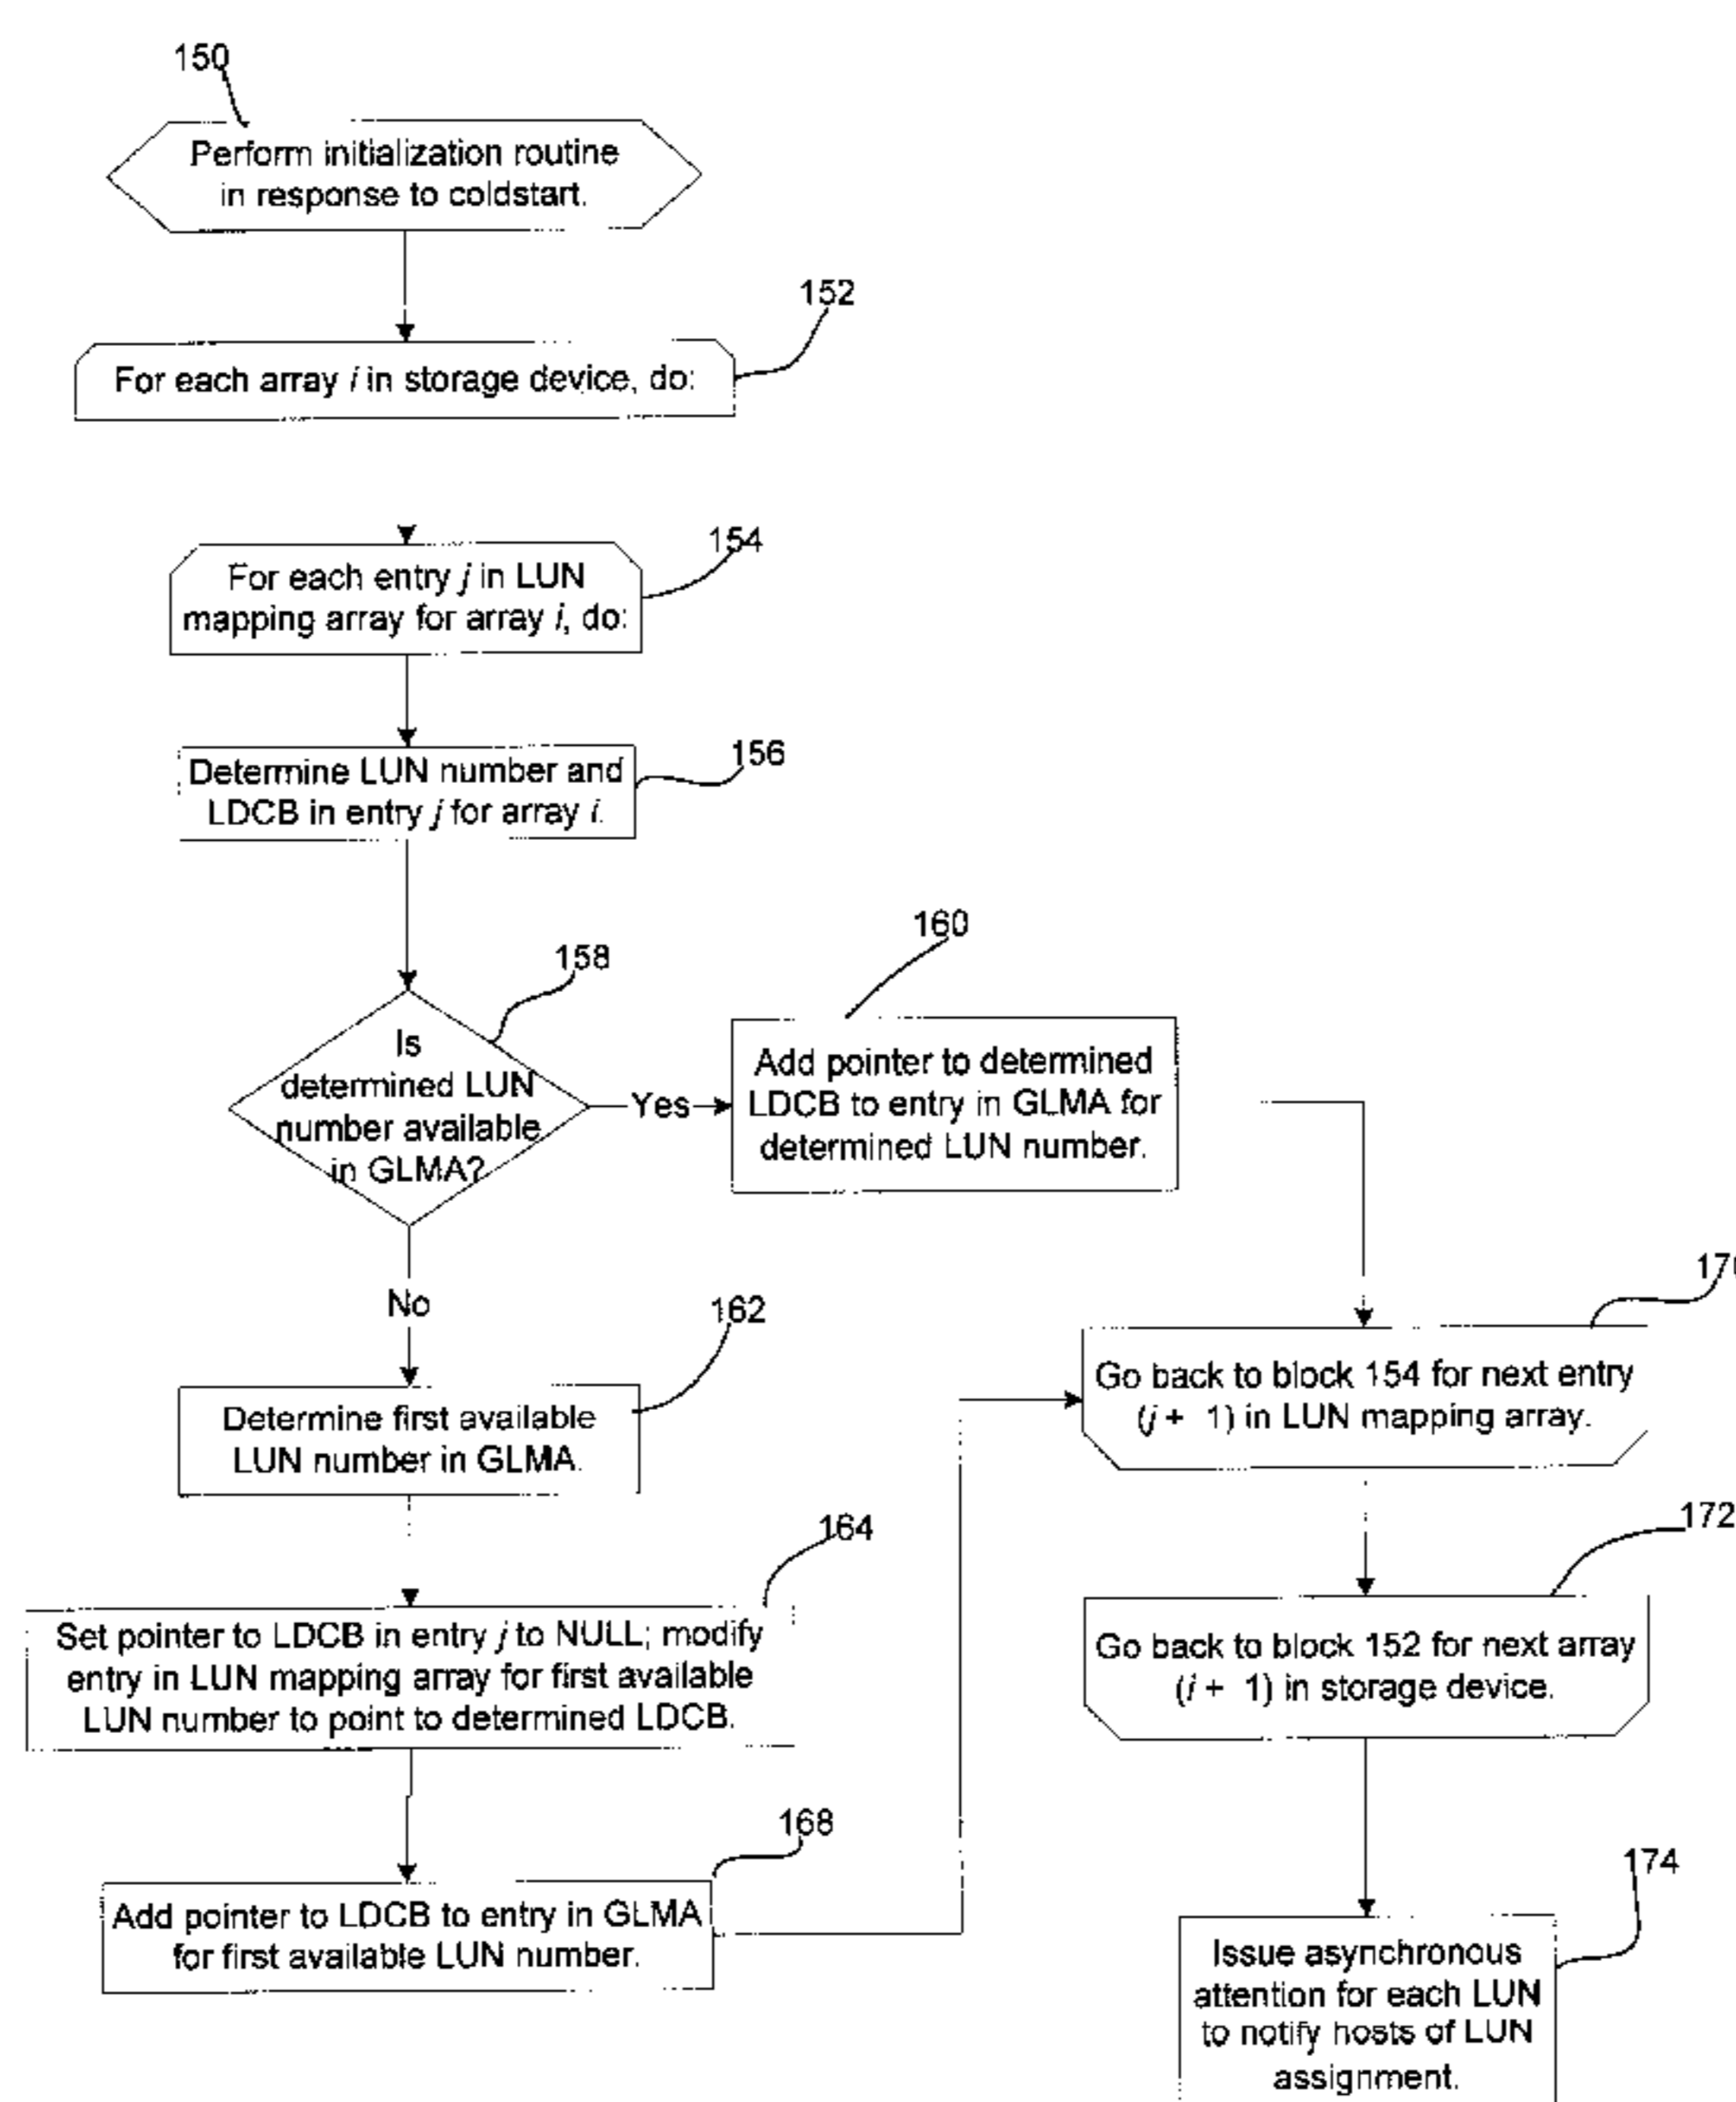 150
Perform initialization routine
in response to coldstart.
152
For each array i in storage device, do:
154
For each entry j in LUN
mapping array for array i, do:
156
Determine LUN number and
LDCB in entry j for array i.
158
Is
determined LUN
number available
in GLMA?
Yes
160
Add pointer to determined
LDCB to entry in GLMA for
determined LUN number.
No
162
Determine first available
LUN number in GLMA.
164
Set pointer to LDCB in entry j to NULL; modify
entry in LUN mapping array for first available
LUN number to point to determined LDCB.
168
Add pointer to LDCB to entry in GLMA
for first available LUN number.
170
Go back to block 154 for next entry
(j + 1) in LUN mapping array.
172
Go back to block 152 for next array
(i + 1) in storage device.
174
Issue asynchronous
attention for each LUN
to notify hosts of LUN
assignment.